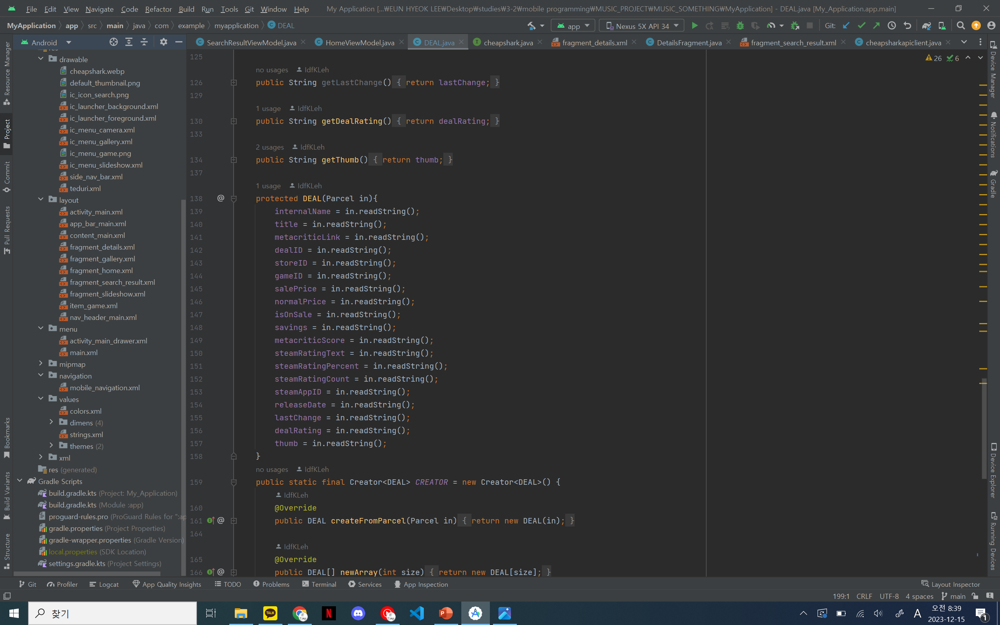 File Edit View Navigate Code Refactor Build Run Tools Git Window Help My Application [...₩EUN HYEOK LEE₩Desktop₩studies₩3-2₩mobile programming₩MUSIC_PROJECT₩MUSIC_SOMETHING₩MyApplication] - DEAL.java [My_Application.app.main]
MyApplication app src main java com example myapplication DEAL app Nexus 5X API 34 Git:
Android SearchResultViewModel.java HomeViewModel.java DEAL.java cheapshark.java fragment_details.xml DetailsFragment.java fragment_search_result.xml cheapsharkapiclient.java
Resource Manager
Project
Commit
Pull Requests
Bookmarks
Build Variants
Structure
drawable
cheapshark.webp
default_thumbnail.png
ic_icon_search.png
ic_launcher_background.xml
ic_launcher_foreground.xml
ic_menu_camera.xml
ic_menu_gallery.xml
ic_menu_game.png
ic_menu_slideshow.xml
side_nav_bar.xml
teduri.xml
layout
activity_main.xml
app_bar_main.xml
content_main.xml
fragment_details.xml
fragment_gallery.xml
fragment_home.xml
fragment_search_result.xml
fragment_slideshow.xml
item_game.xml
nav_header_main.xml
menu
activity_main_drawer.xml
main.xml
mipmap
navigation
mobile_navigation.xml
values
colors.xml
dimens (4)
strings.xml
themes (2)
xml
res (generated)
Gradle Scripts
build.gradle.kts (Project: My_Application)
build.gradle.kts (Module :app)
proguard-rules.pro (ProGuard Rules for ":ap
gradle.properties (Project Properties)
gradle-wrapper.properties (Gradle Version)
local.properties (SDK Location)
settings.gradle.kts (Project Settings)
26 6
125
no usages IdfKLeh
126 public String getLastChange() { return lastChange; }
129
1 usage IdfKLeh
130 public String getDealRating() { return dealRating; }
133
2 usages IdfKLeh
134 public String getThumb() { return thumb; }
137
1 usage IdfKLeh
138 @ protected DEAL(Parcel in){
139 internalName = in.readString();
140 title = in.readString();
141 metacriticLink = in.readString();
142 dealID = in.readString();
143 storeID = in.readString();
144 gameID = in.readString();
145 salePrice = in.readString();
146 normalPrice = in.readString();
147 isOnSale = in.readString();
148 savings = in.readString();
149 metacriticScore = in.readString();
150 steamRatingText = in.readString();
151 steamRatingPercent = in.readString();
152 steamRatingCount = in.readString();
153 steamAppID = in.readString();
154 releaseDate = in.readString();
155 lastChange = in.readString();
156 dealRating = in.readString();
157 thumb = in.readString();
158 }
no usages IdfKLeh
159 public static final Creator<DEAL> CREATOR = new Creator<DEAL>() {
IdfKLeh
160 @Override
161 @ public DEAL createFromParcel(Parcel in) { return new DEAL(in); }
164
IdfKLeh
165 @Override
166 @ public DEAL[] newArray(int size) { return new DEAL[size]; }
Device Manager
Notifications
Gradle
Device Explorer
Running Devices
Git Profiler Logcat App Quality Insights TODO Problems Terminal Services App Inspection Layout Inspector
199:1 CRLF UTF-8 4 spaces main
찾기
TALK
A
오전 8:39
2023-12-15
1